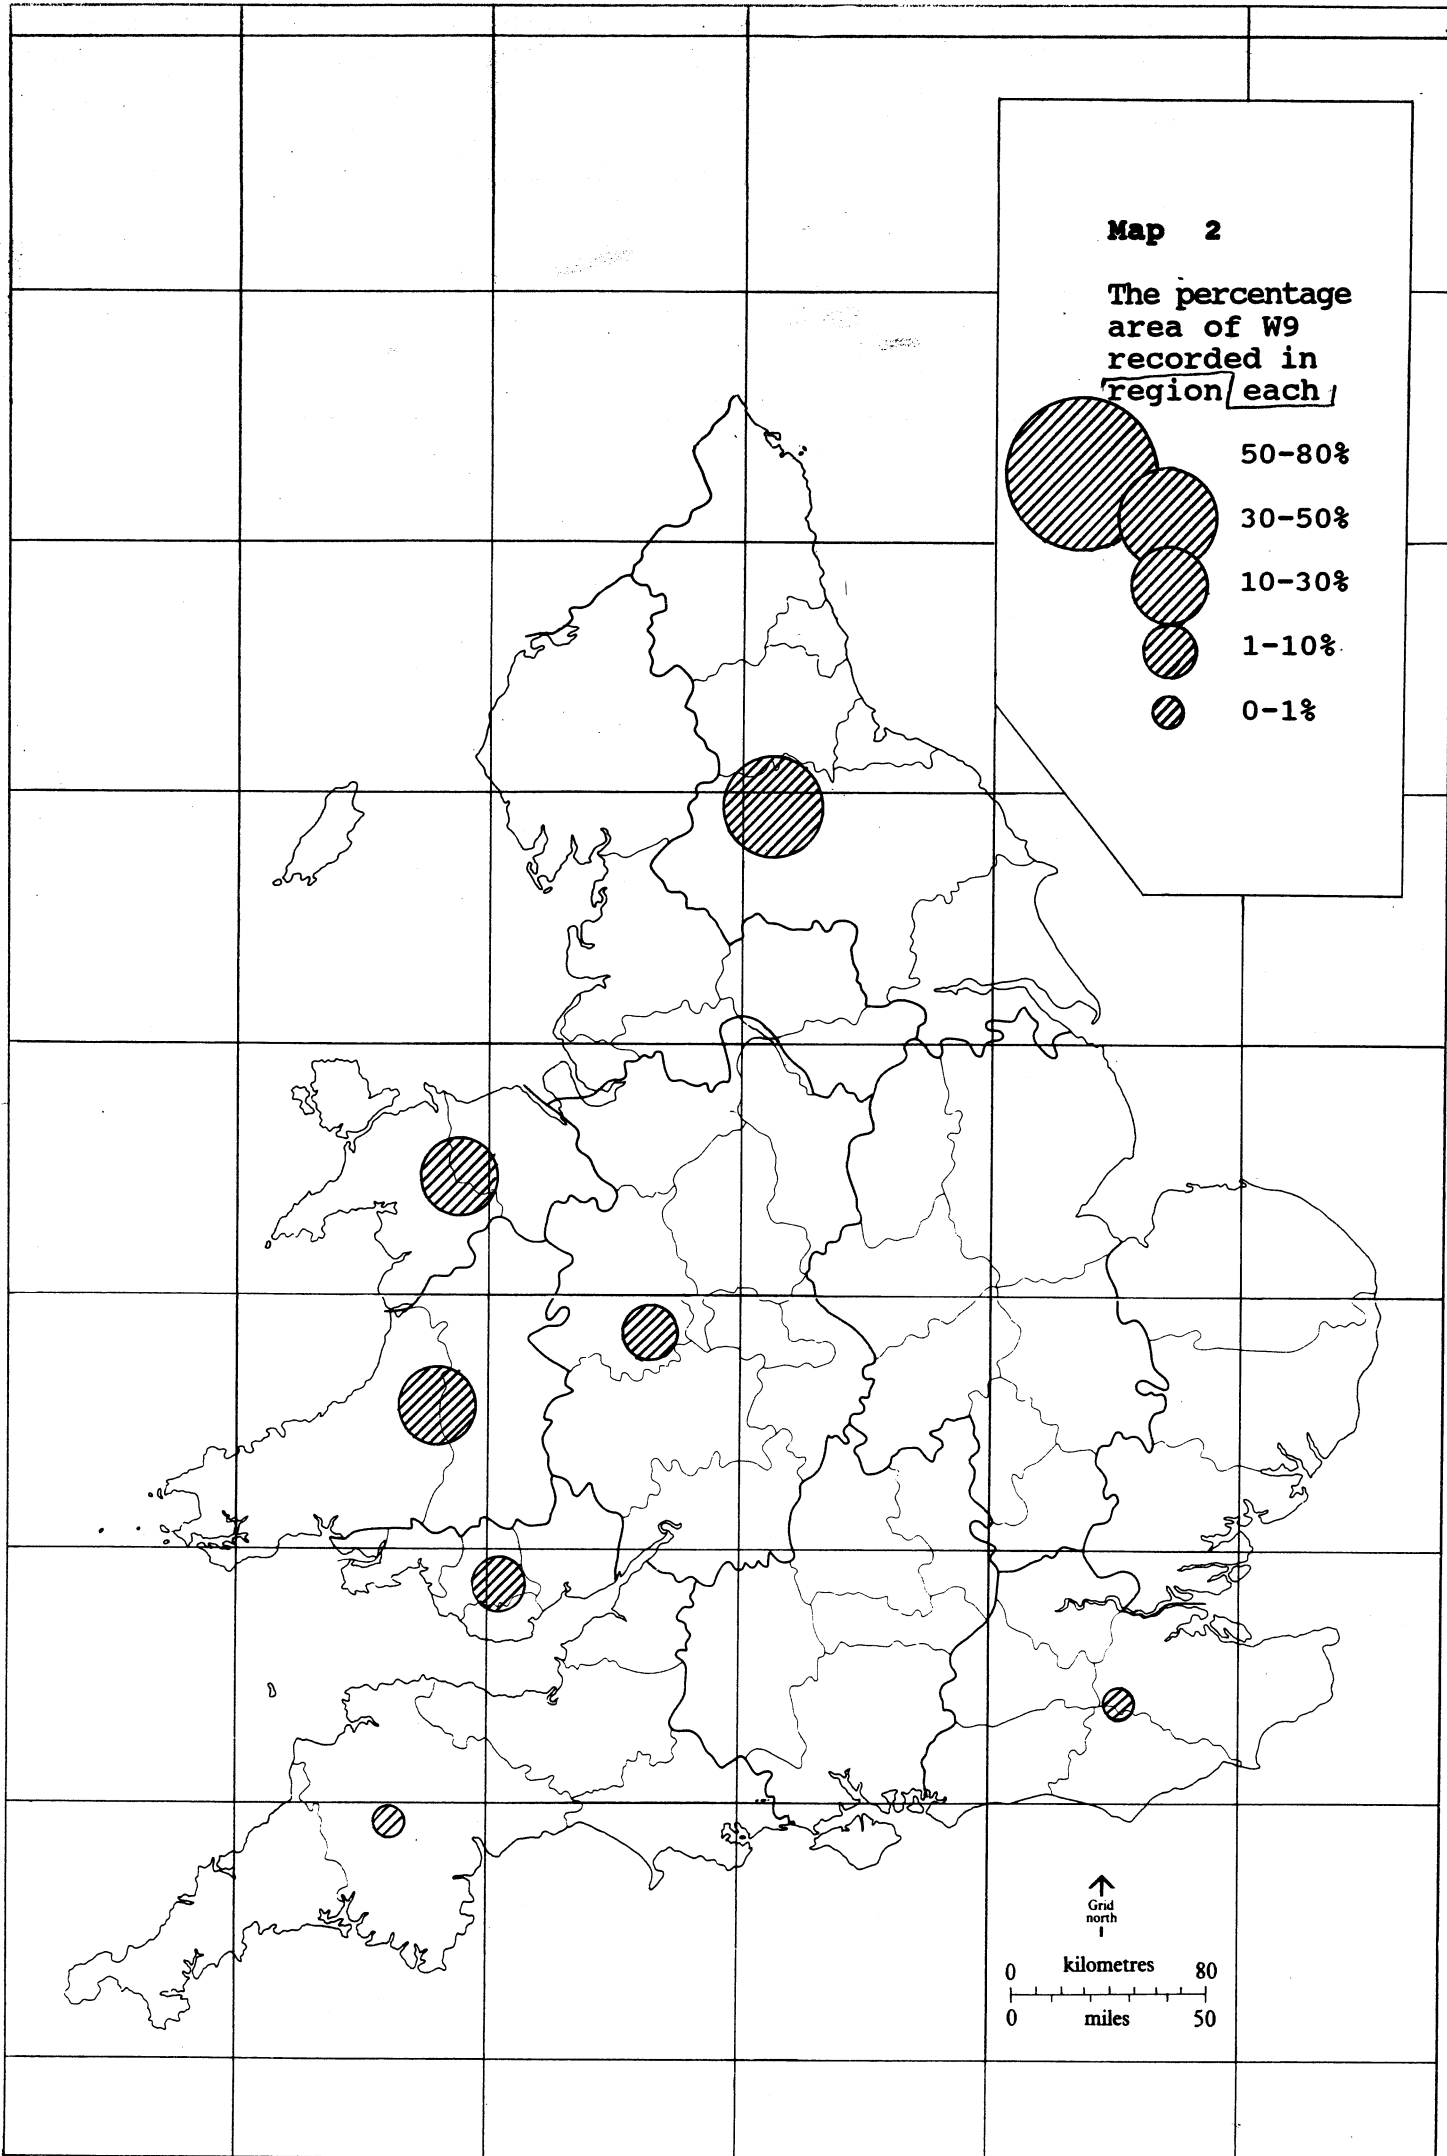 Map 2
The percentage
area of W9
recorded in
region each
50-80%
30-50%
10-30%
1-10%
0-1%
Grid
north
0 kilometres 80
0 miles 50